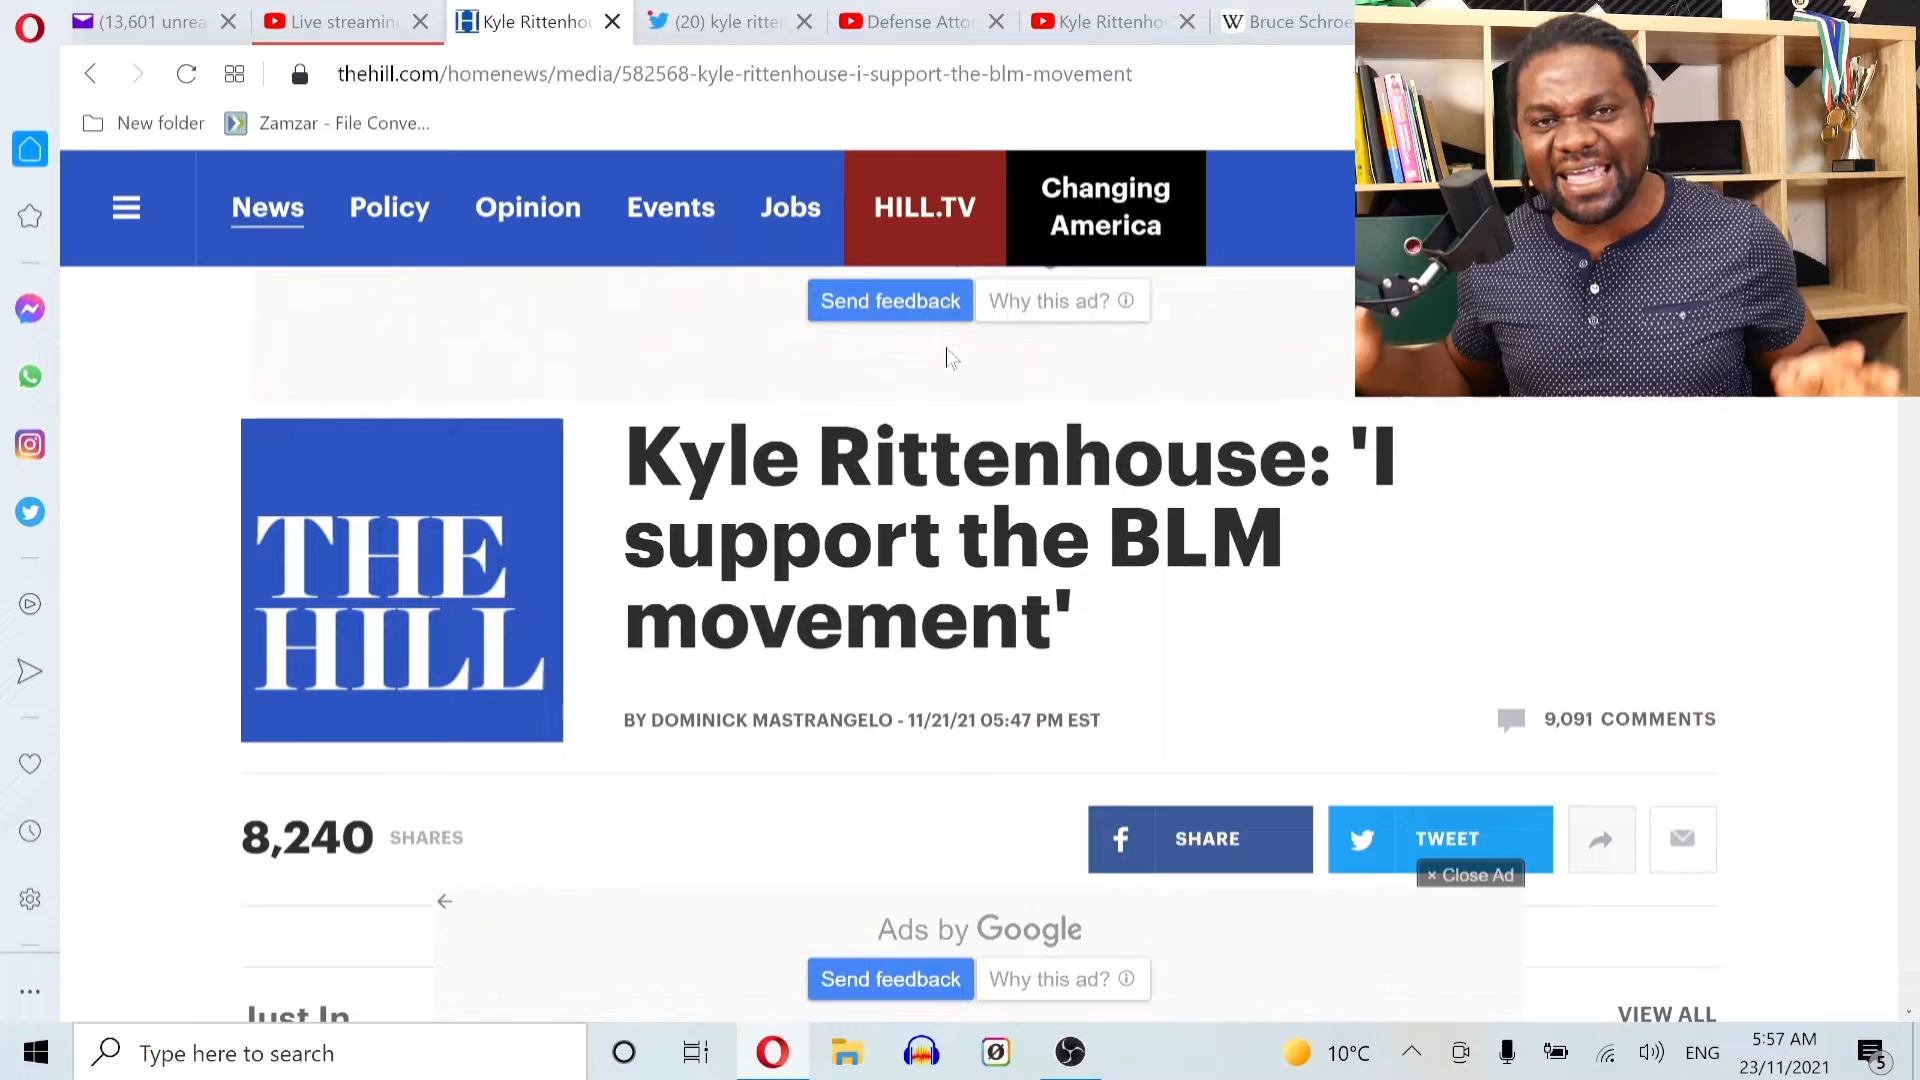 (13,601 unrea
Live streamin
Kyle Rittenhou
(20) kyle ritte
Defense Atto
Kyle Rittenho
W Bruce Schroe
thehill.com/homenews/media/582568-kyle-rittenhouse-i-support-the-blm-movement
New folder
Zamzar - File Conve...
News
Policy
Opinion
Events
Jobs
HILL.TV
Changing
America
Send feedback
Why this ad?
THE
HILL
Kyle Rittenhouse: 'I
support the BLM
movement'
BY DOMINICK MASTRANGELO - 11/21/21 05:47 PM EST
9,091 COMMENTS
8,240 SHARES
SHARE
TWEET
× Close Ad
Ads by Google
Send feedback
Why this ad?
Just In
VIEW ALL
Type here to search
10°C
ENG
5:57 AM
23/11/2021
5